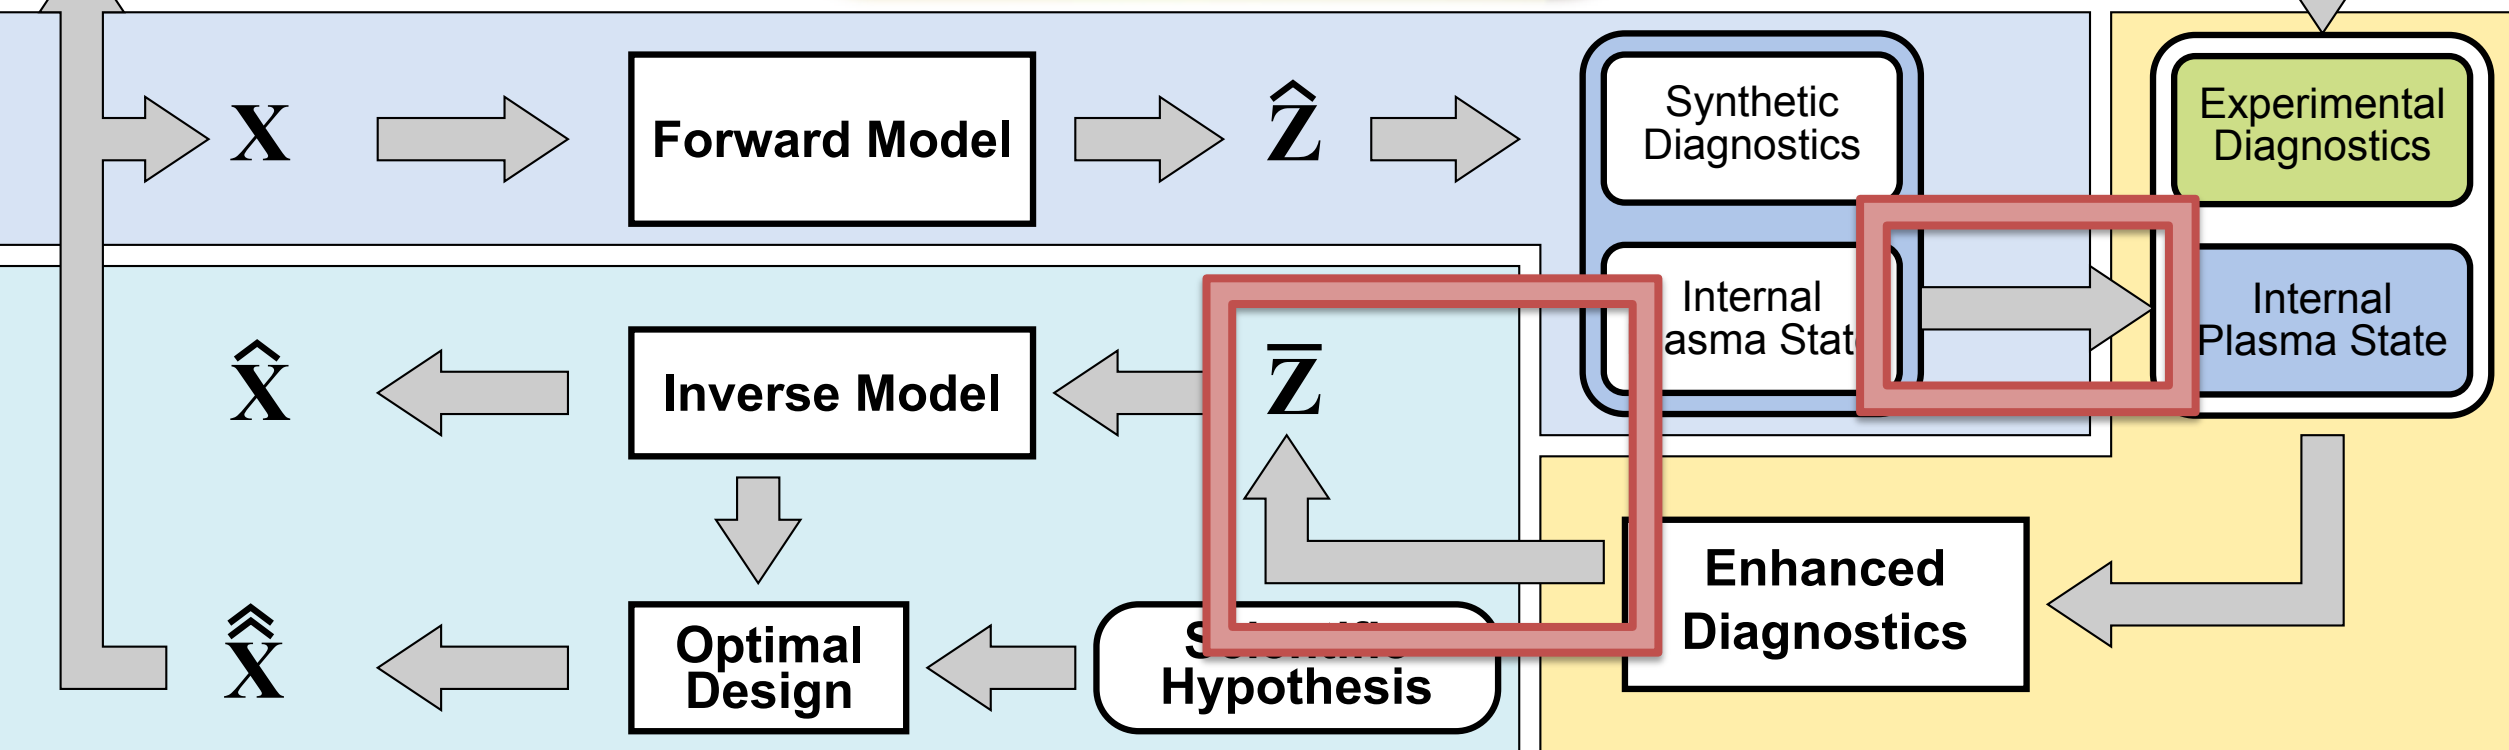 x
Forward Model
ẑ
Synthetic
Diagnostics
Experimental
Diagnostics
Internal
asma Stat
Internal
Plasma State
x̂
Inverse Model
z̄
Enhanced
Diagnostics
x̂̂
Optimal
Design
Hypothesis